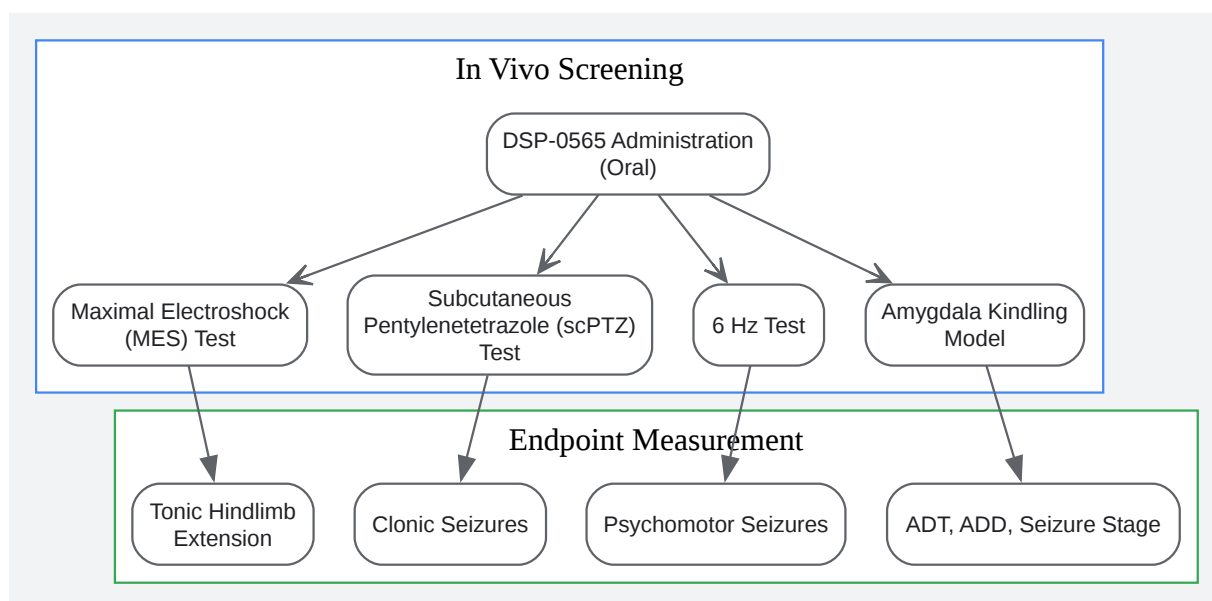 In Vivo Screening
DSP-0565 Administration
(Oral)
Maximal Electroshock
(MES) Test
Subcutaneous
Pentylenetetrazole (scPTZ)
Test
6 Hz Test
Amygdala Kindling
Model
Endpoint Measurement
Tonic Hindlimb
Extension
Clonic Seizures
Psychomotor Seizures
ADT, ADD, Seizure Stage